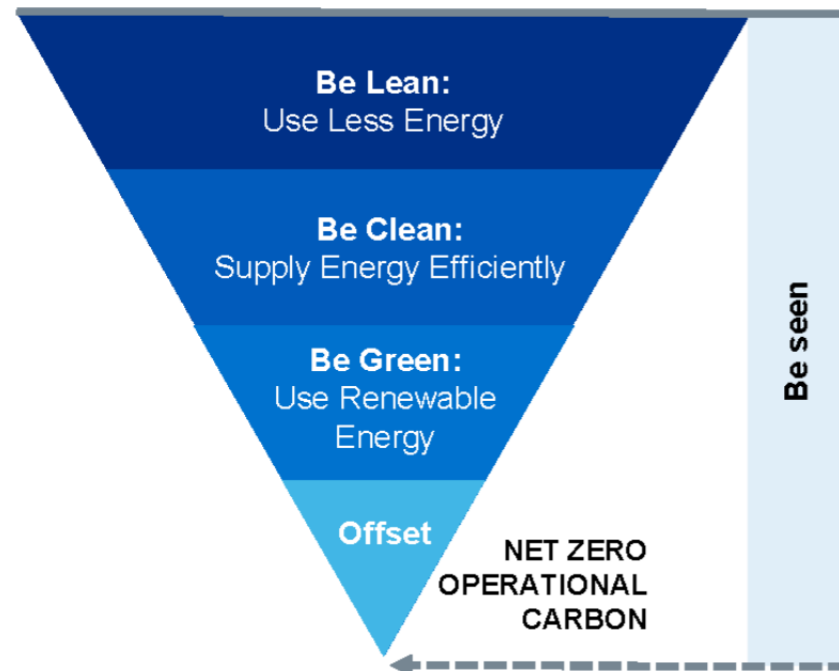 Be Lean:
Use Less Energy
Be Clean:
Supply Energy Efficiently
Be Green:
Use Renewable
Energy
Offset
NET ZERO
OPERATIONAL
CARBON
Be seen